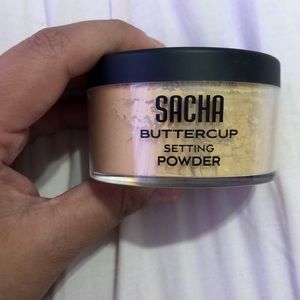 SACHA
BUTTERCUP
SETTING
POWDER